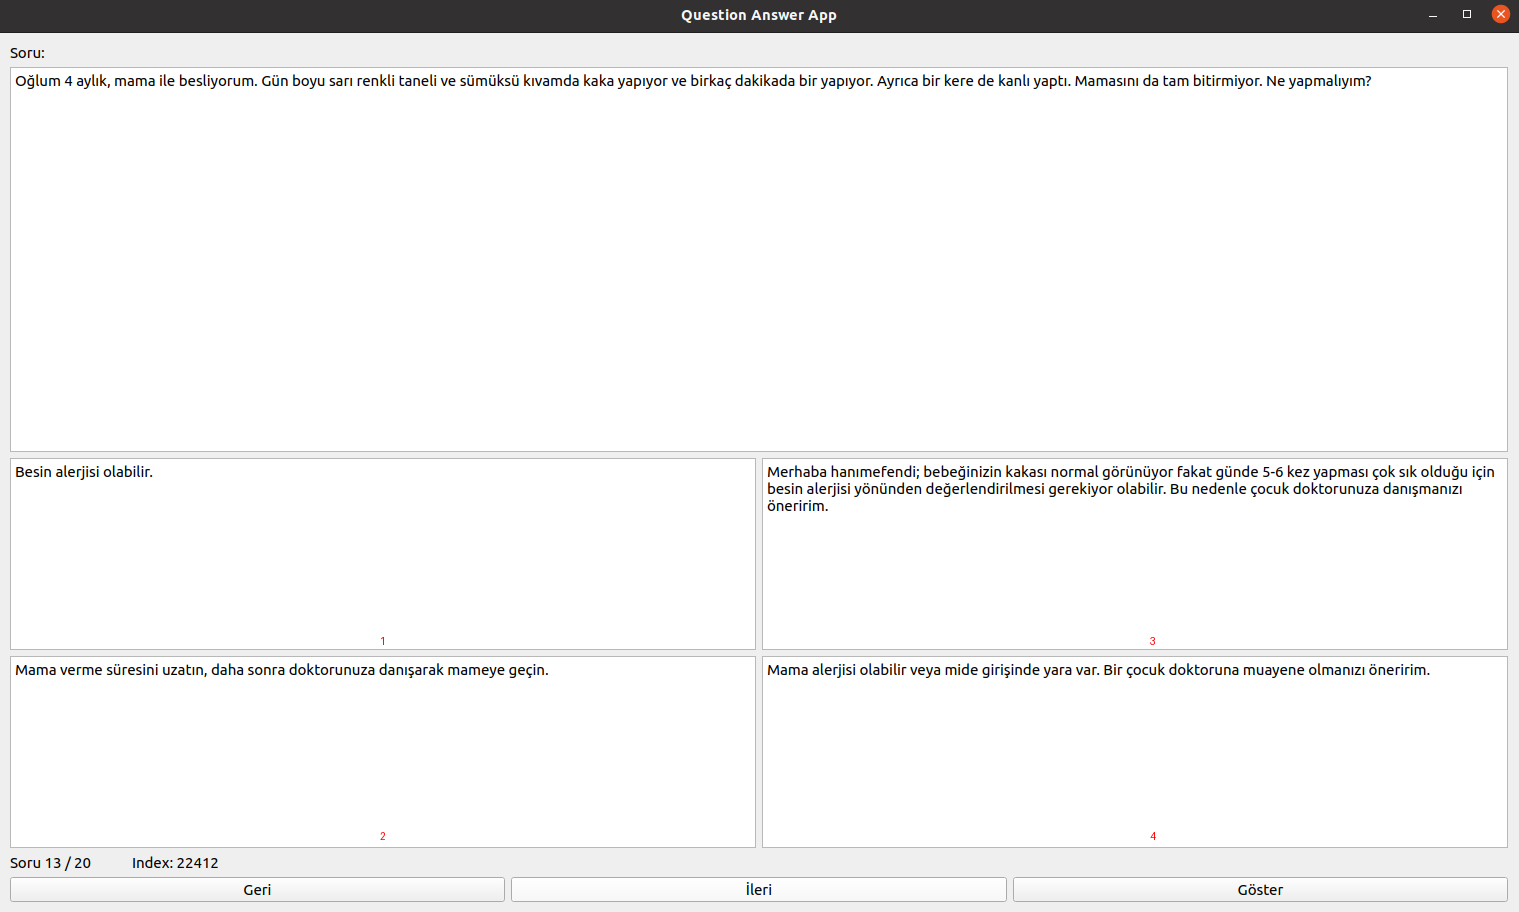 Question Answer App
Soru:
Oğlum 4 aylık, mama ile besliyorum. Gün boyu sarı renkli taneli ve sümüksü kıvamda kaka yapıyor ve birkaç dakikada bir yapıyor. Ayrıca bir kere de kanlı yaptı. Mamasını da tam bitirmiyor. Ne yapmalıyım?
Besin alerjisi olabilir.
1
Merhaba hanımefendi; bebeğinizin kakası normal görünüyor fakat günde 5-6 kez yapması çok sık olduğu için
besin alerjisi yönünden değerlendirilmesi gerekiyor olabilir. Bu nedenle çocuk doktorunuza danışmanızı
öneririm.
3
Mama verme süresini uzatın, daha sonra doktorunuza danışarak mameye geçin.
2
Mama alerjisi olabilir veya mide girişinde yara var. Bir çocuk doktoruna muayene olmanızı öneririm.
4
Soru 13 / 20 Index: 22412
Geri İleri Göster